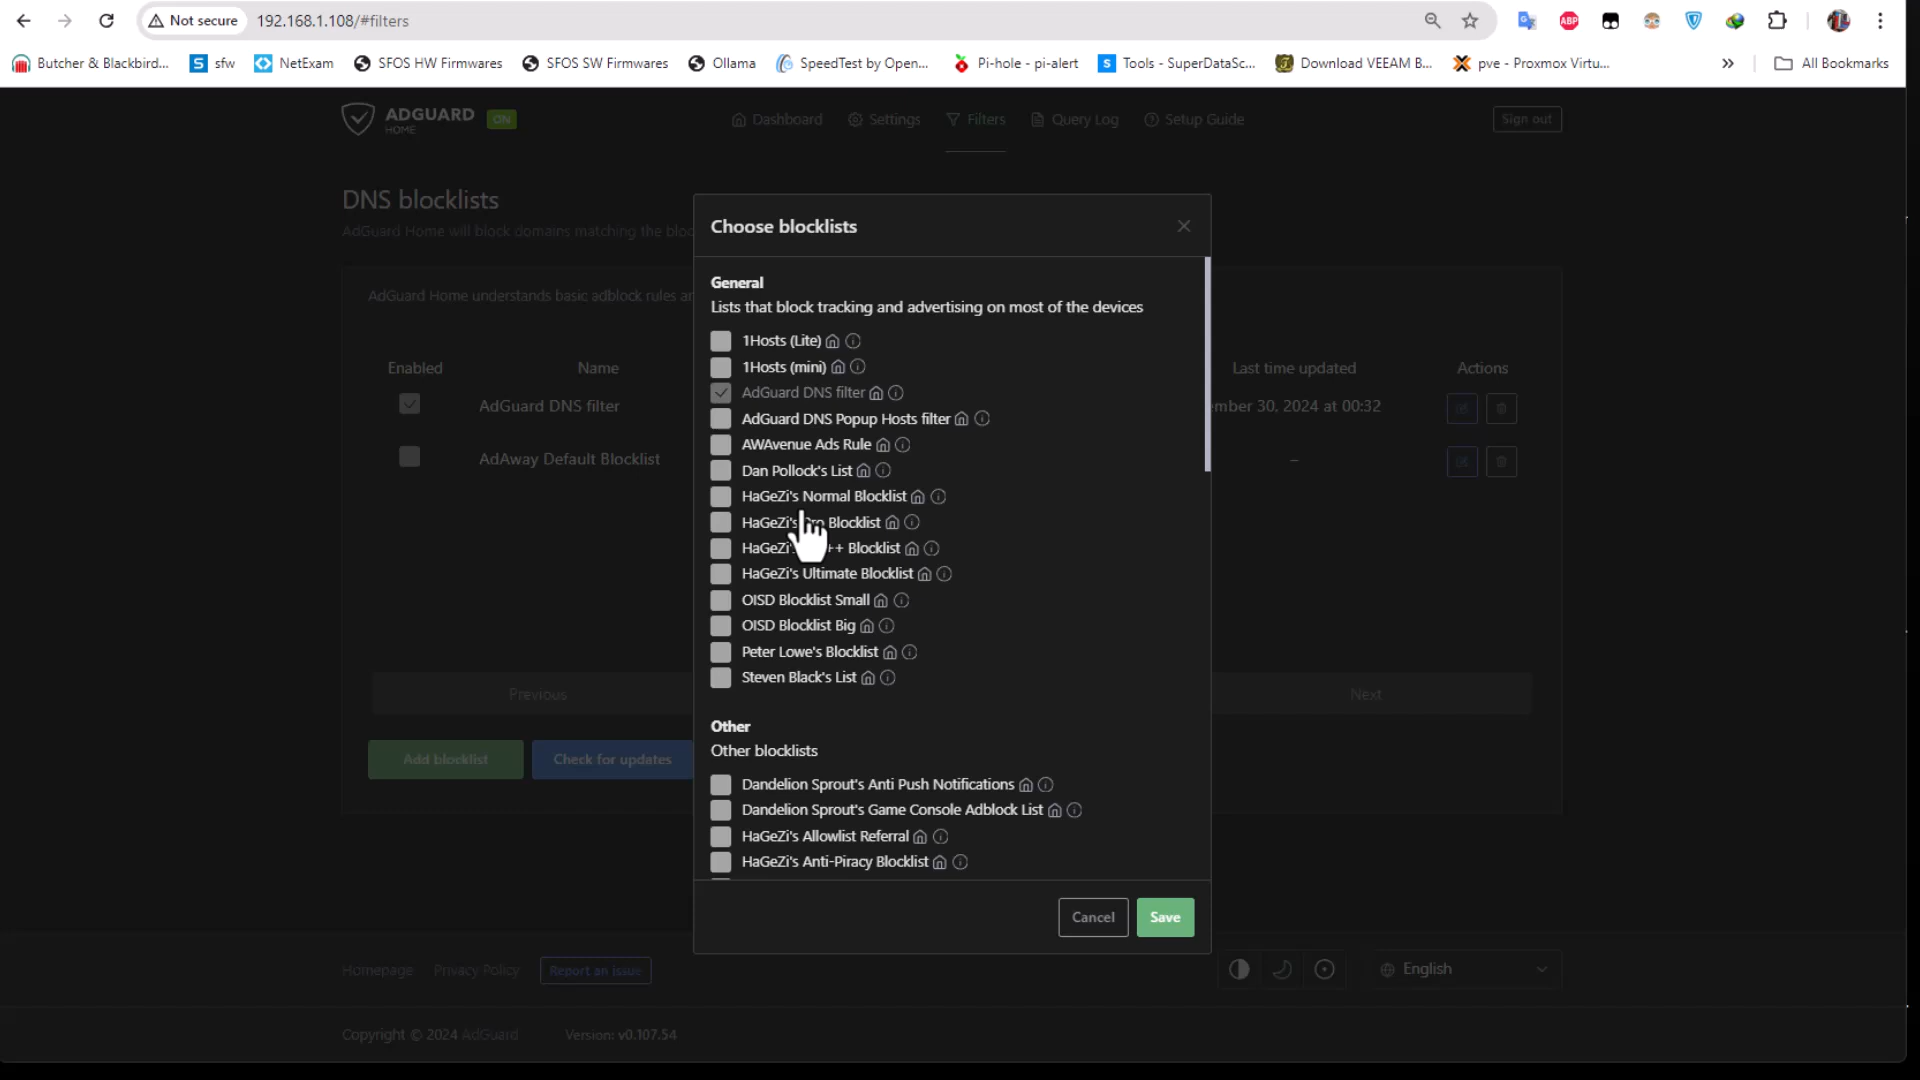 Not secure 192.168.1.108/#filters
ABP
Butcher & Blackbird... sfw NetExam SFOS HW Firmwares SFOS SW Firmwares Ollama SpeedTest by Open... Pi-hole - pi-alert Tools - SuperDataSc... Download VEEAM B... pve - Proxmox Virtu... » All Bookmarks
ADGUARD HOME ON Dashboard Settings Filters Query Log Setup Guide Sign out
DNS blocklists
AdGuard Home will block domains matching the
AdGuard Home understands basic adblock rules
Enabled Name Last time updated Actions
AdGuard DNS filter 30, 2024 at 00:32
AdAway Default Blocklist –
Previous Next
Add blocklist Check for updates
Choose blocklists
General
Lists that block tracking and advertising on most of the devices
1Hosts (Lite)
1Hosts (mini)
AdGuard DNS filter
AdGuard DNS Popup Hosts filter
AWAvenue Ads Rule
Dan Pollock's List
HaGeZi's Normal Blocklist
HaGeZi's Blocklist
HaGeZi' ++ Blocklist
HaGeZi's Ultimate Blocklist
OISD Blocklist Small
OISD Blocklist Big
Peter Lowe's Blocklist
Steven Black's List
Other
Other blocklists
Dandelion Sprout's Anti Push Notifications
Dandelion Sprout's Game Console Adblock List
HaGeZi's Allowlist Referral
HaGeZi's Anti-Piracy Blocklist
Cancel Save
Homepage Privacy Policy Report an issue English
Copyright © 2024 AdGuard Version: v0.107.54